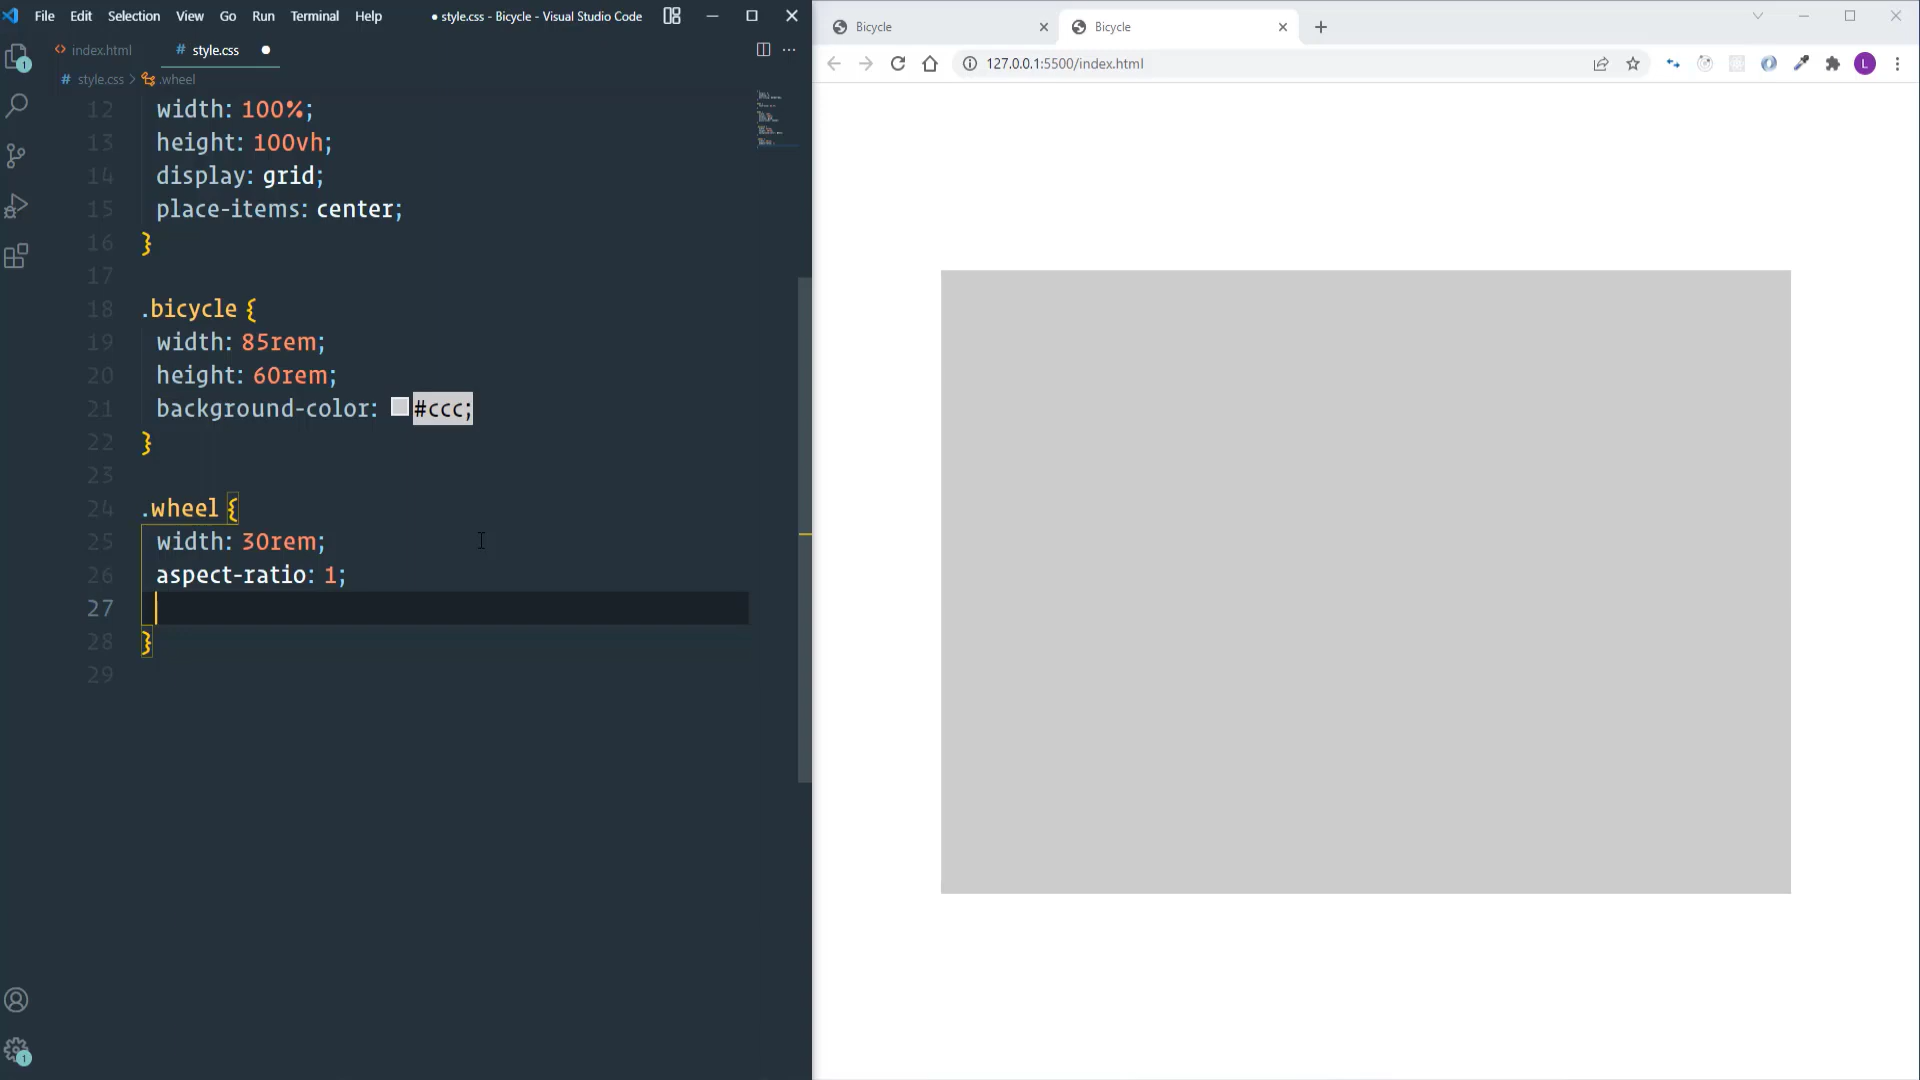 File Edit Selection View Go Run Terminal Help ● style.css - Bicycle - Visual Studio Code
index.html # style.css
# style.css > .wheel
12 width: 100%;
13 height: 100vh;
14 display: grid;
15 place-items: center;
16 }
17
18 .bicycle {
19 width: 85rem;
20 height: 60rem;
21 background-color: #ccc;
22 }
23
24 .wheel {
25 width: 30rem;
26 aspect-ratio: 1;
27
28 }
29
1
1
Bicycle
Bicycle
127.0.0.1:5500/index.html
L